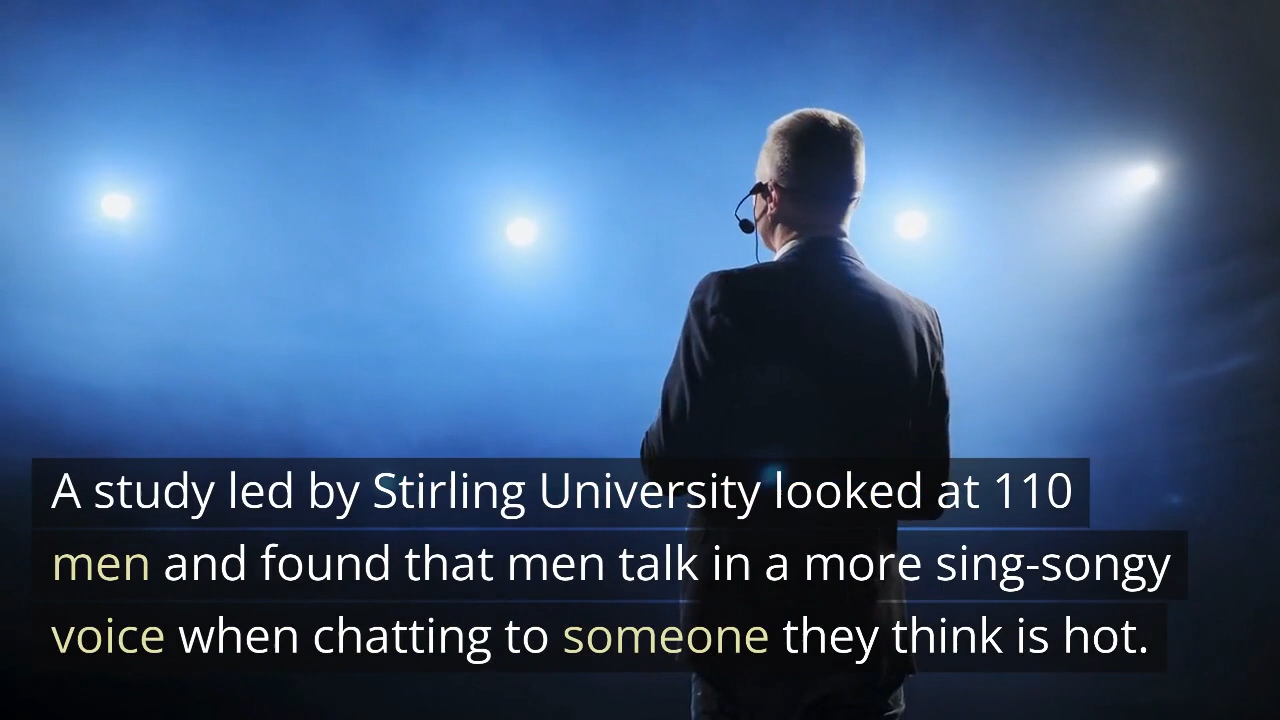 A study led by Stirling University looked at 110
men and found that men talk in a more sing-songy
voice when chatting to someone they think is hot.